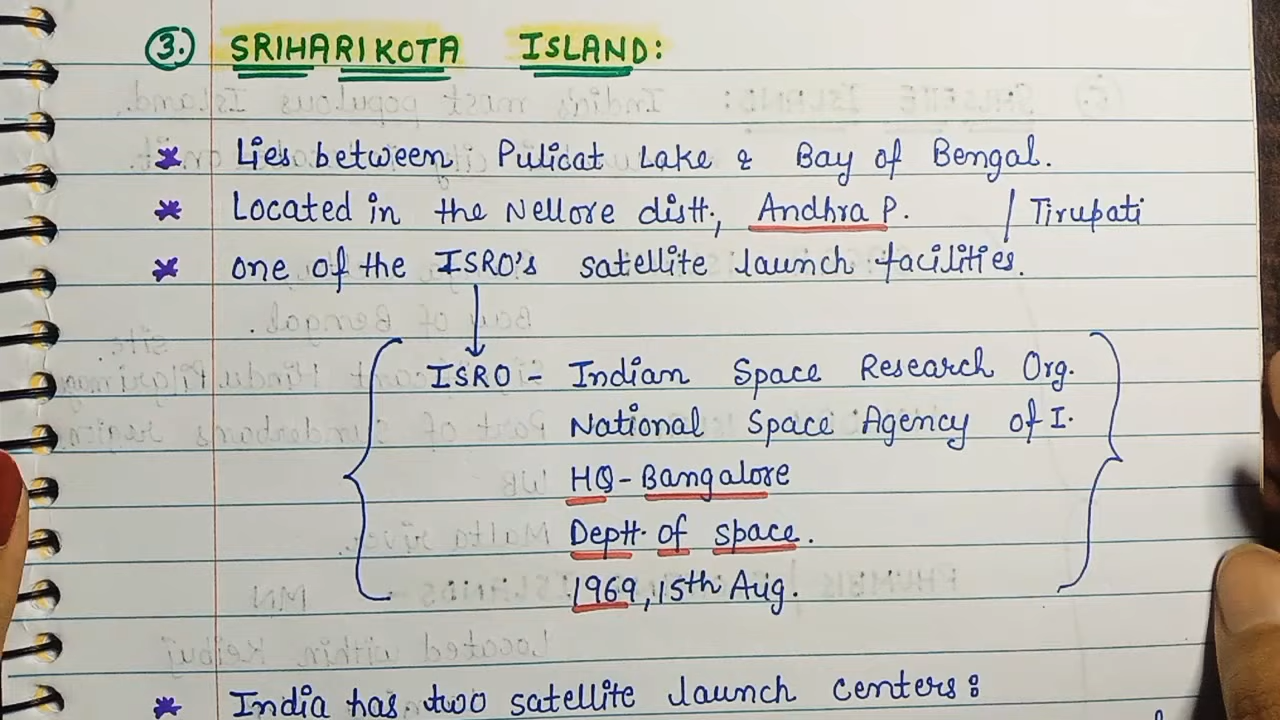 3. SRIHARIKOTA ISLAND:
* Lies between Pulicat Lake & Bay of Bengal.
* Located in the Nellore distt., Andhra P. / Tirupati
* one of the ISRO's satellite launch facilities.
ISRO - Indian Space Research Org.
National Space Agency of I.
HQ - Bangalore
Deptt. of space.
1969, 15th Aug.
* India has two satellite launch centers: